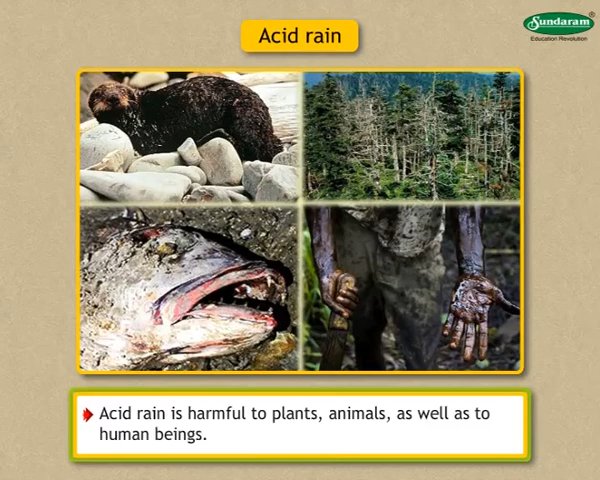 Acid rain
Sundaram®
Education Revolution
Acid rain is harmful to plants, animals, as well as to
human beings.